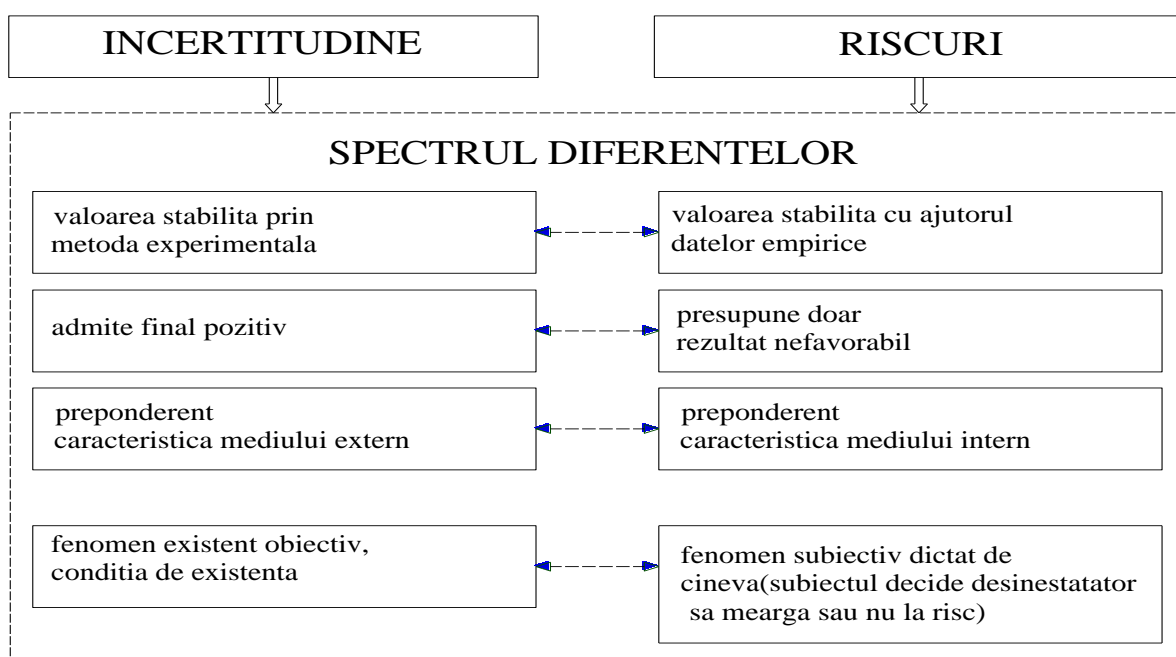 INCERTITUDINE
RISCURI
SPECTRUL DIFERENTELOR
valoarea stabilita prin
metoda experimentala
valoarea stabilita cu ajutorul
datelor empirice
admite final pozitiv
presupune doar
rezultat nefavorabil
preponderent
caracteristica mediului extern
preponderent
caracteristica mediului intern
fenomen existent obiectiv,
conditia de existenta
fenomen subiectiv dictat de
cineva(subiectul decide desinestatator
sa mearga sau nu la risc)